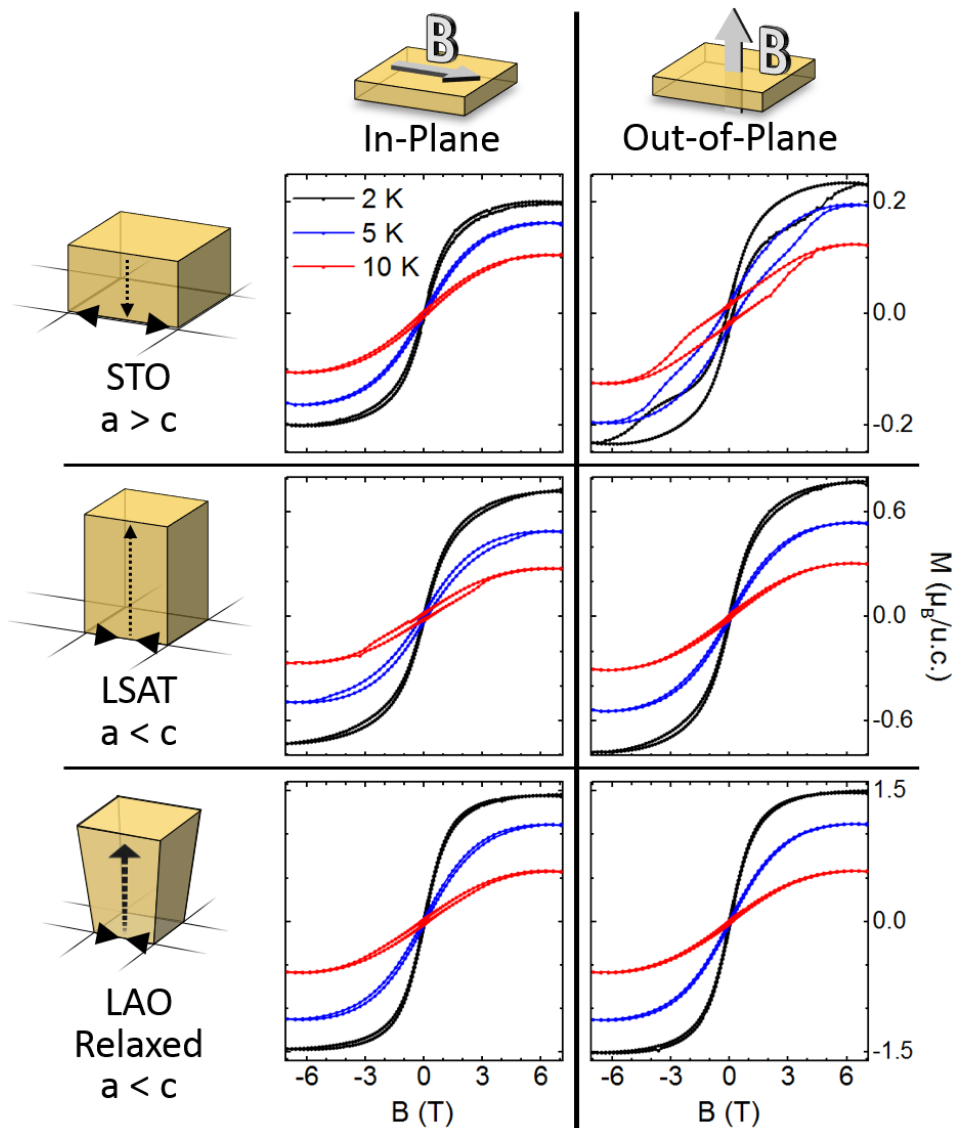 B
In-Plane
B
Out-of-Plane
2 K
5 K
10 K
0.2
0.0
-0.2
STO
a > c
0.6
0.0
-0.6
M (μB/u.c.)
LSAT
a < c
1.5
0.0
-1.5
LAO
Relaxed
a < c
-6 -3 0 3 6
-6 -3 0 3 6
B (T)
B (T)